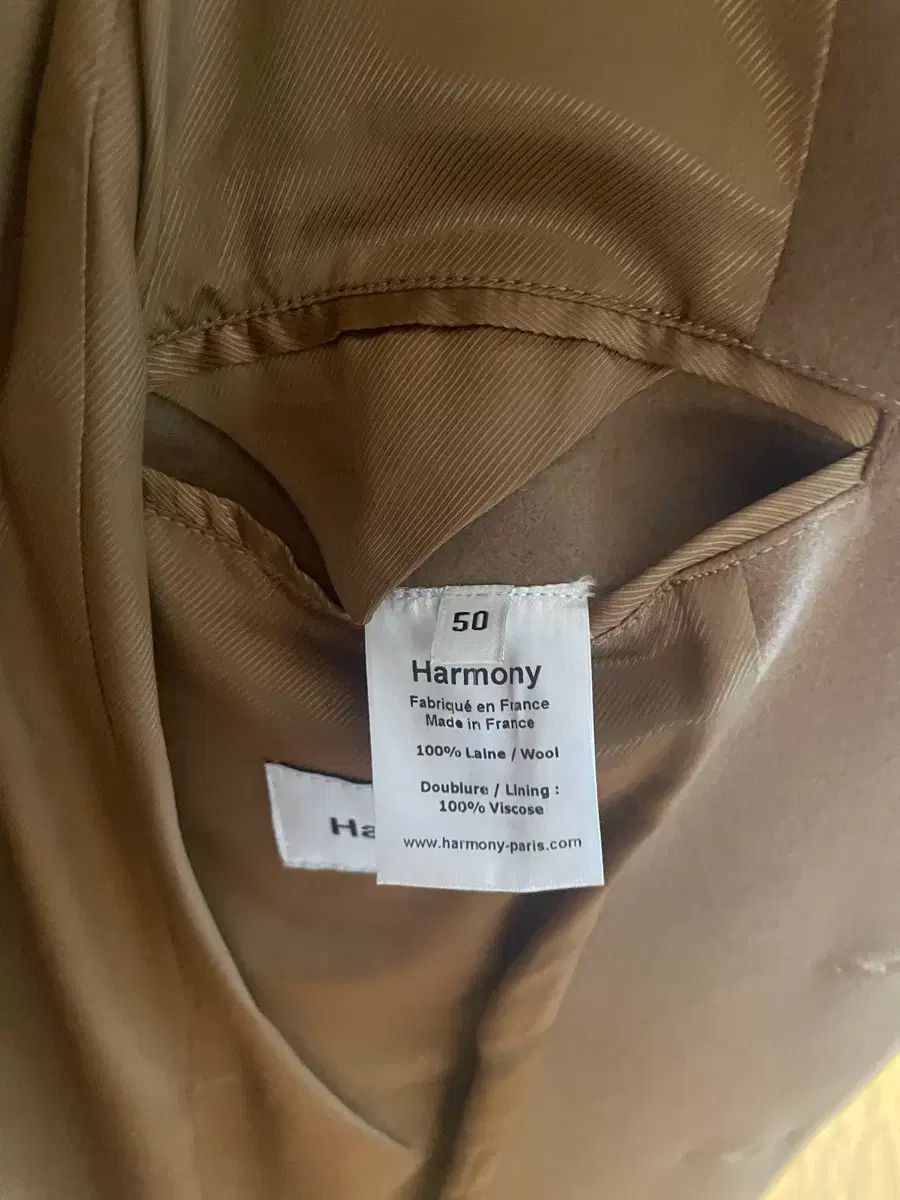 50
Harmony
Fabriqué en France
Made in France
100% Laine / Wool
Doublure / Lining :
100% Viscose
www.harmony-paris.com
Ha